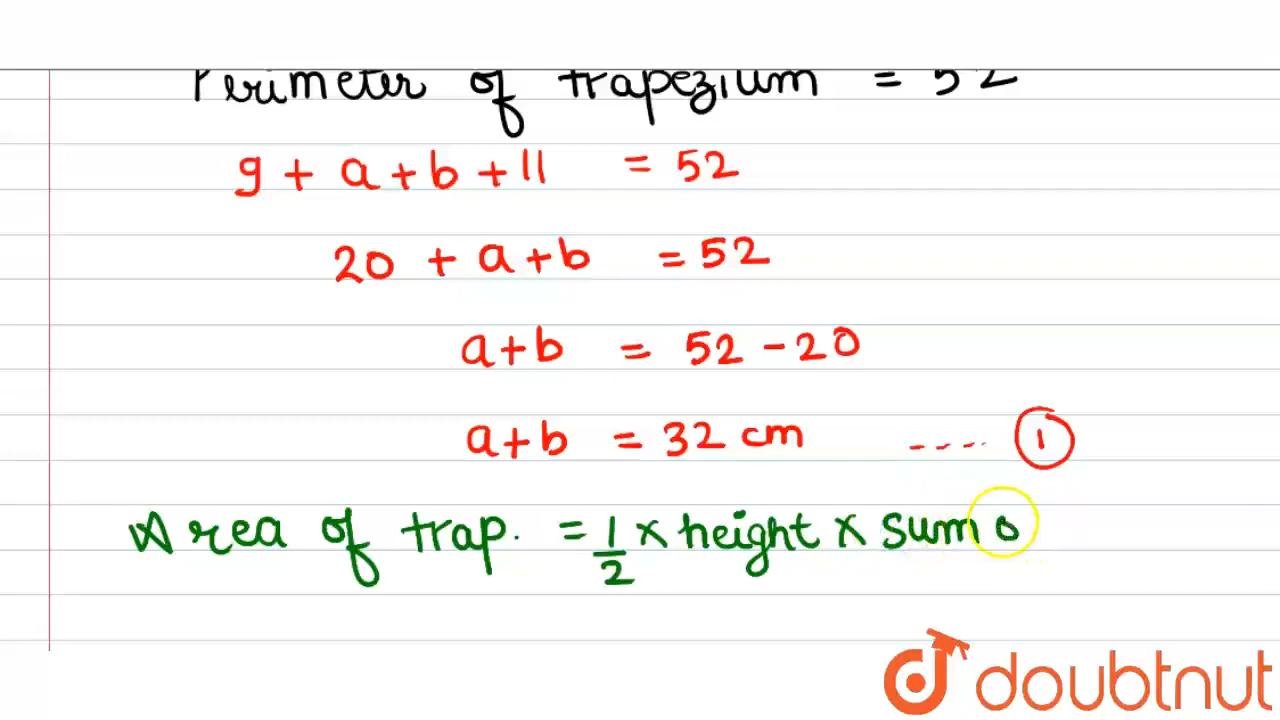 Perimeter of trapezium = 52
9 + a + b + 11 = 52
20 + a + b = 52
a + b = 52 - 20
a + b = 32 cm ---- 1
Area of trap. = 1/2 × height × sum o
doubtnut